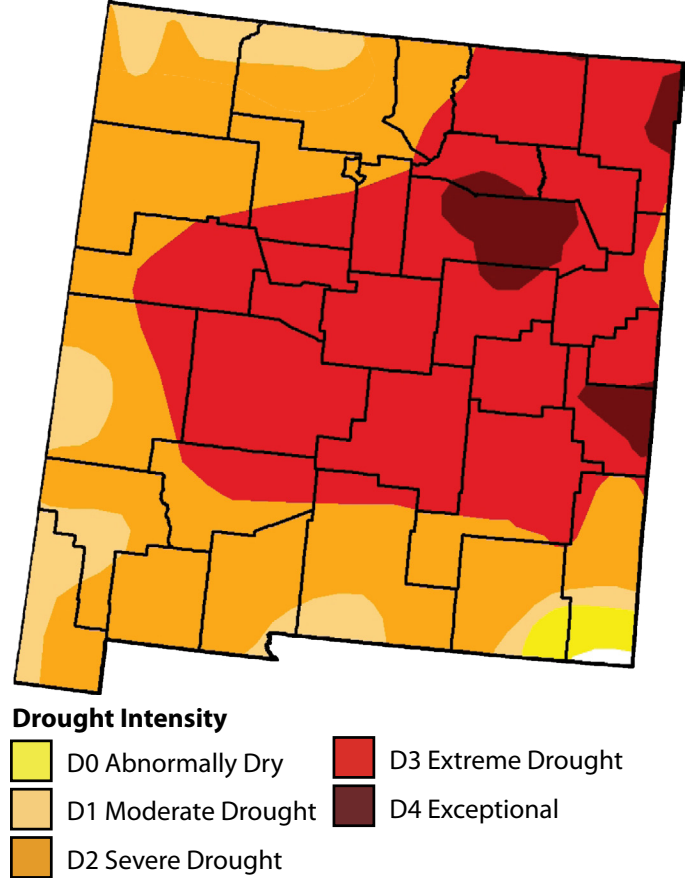 Drought Intensity
D0 Abnormally Dry
D1 Moderate Drought
D2 Severe Drought
D3 Extreme Drought
D4 Exceptional